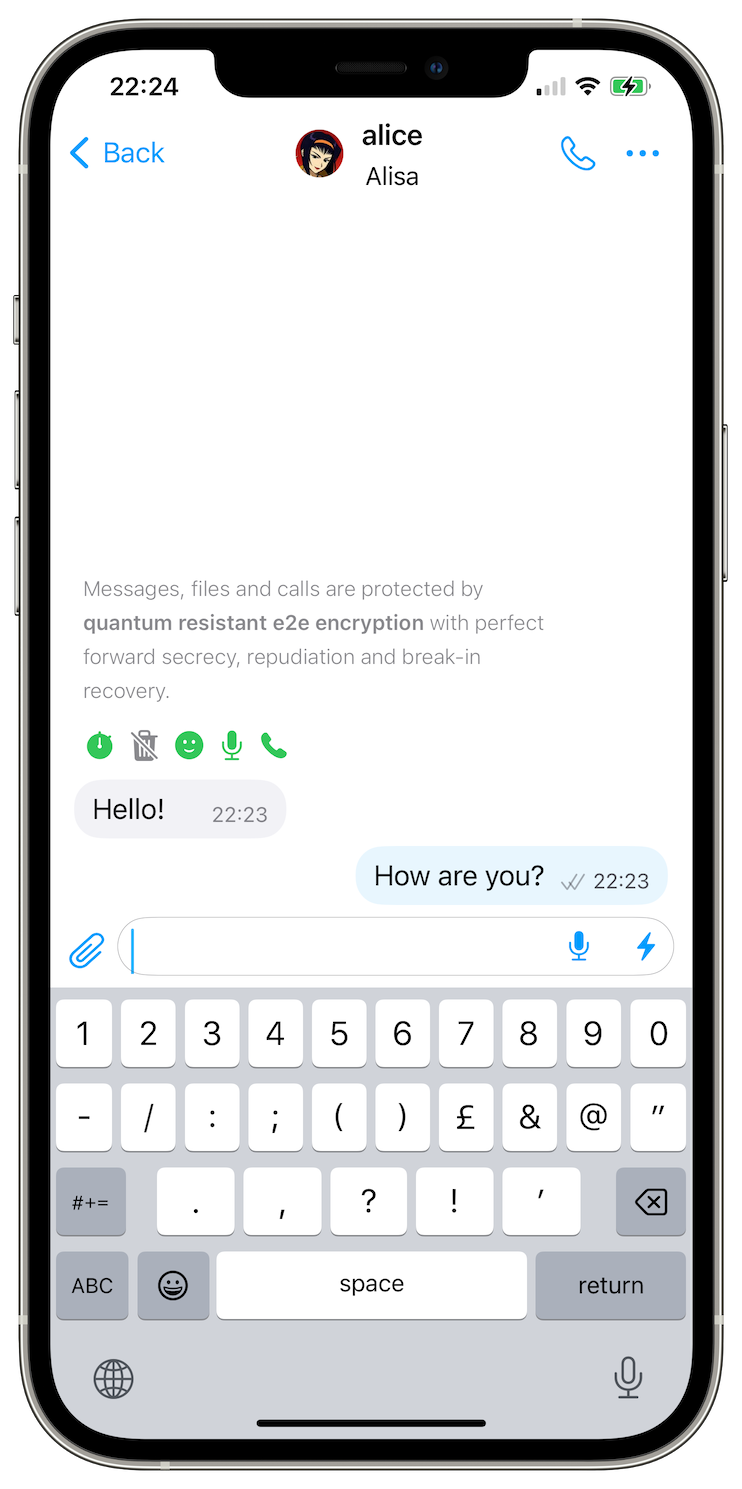 22:24
Back
alice
Alisa
Messages, files and calls are protected by
quantum resistant e2e encryption with perfect
forward secrecy, repudiation and break-in
recovery.
Hello! 22:23
How are you? 22:23
1 2 3 4 5 6 7 8 9 0
- / : ; ( ) £ & @ "
#+= . , ? ! '
ABC space return